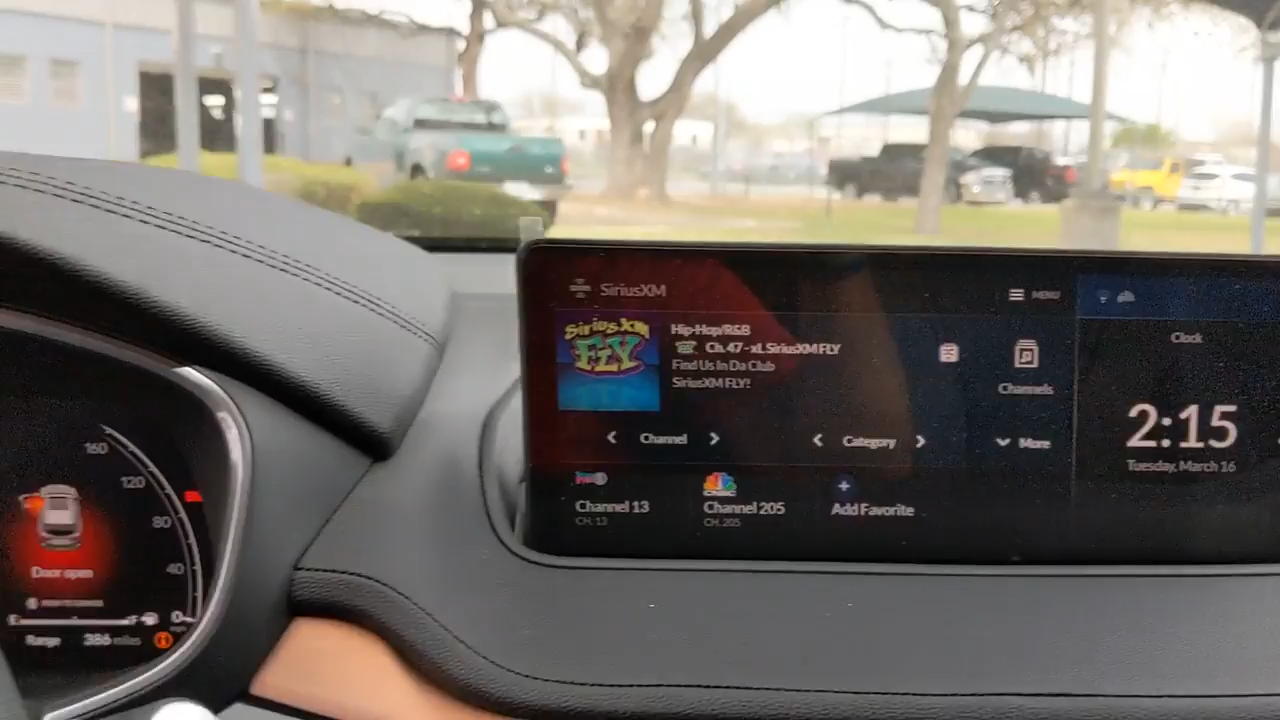 SiriusXM
MENU
SiriusXM
FLY
Hip-Hop/R&B
Ch. 47 - xL SiriusXM FLY
Find Us In Da Club
SiriusXM FLY!
Channels
Channel
Category
More
Channel 13
CH. 13
CNBC
Channel 205
CH. 205
Add Favorite
Clock
2:15
Tuesday, March 16
160
120
80
40
0
Door open
E
F
Range 386 miles